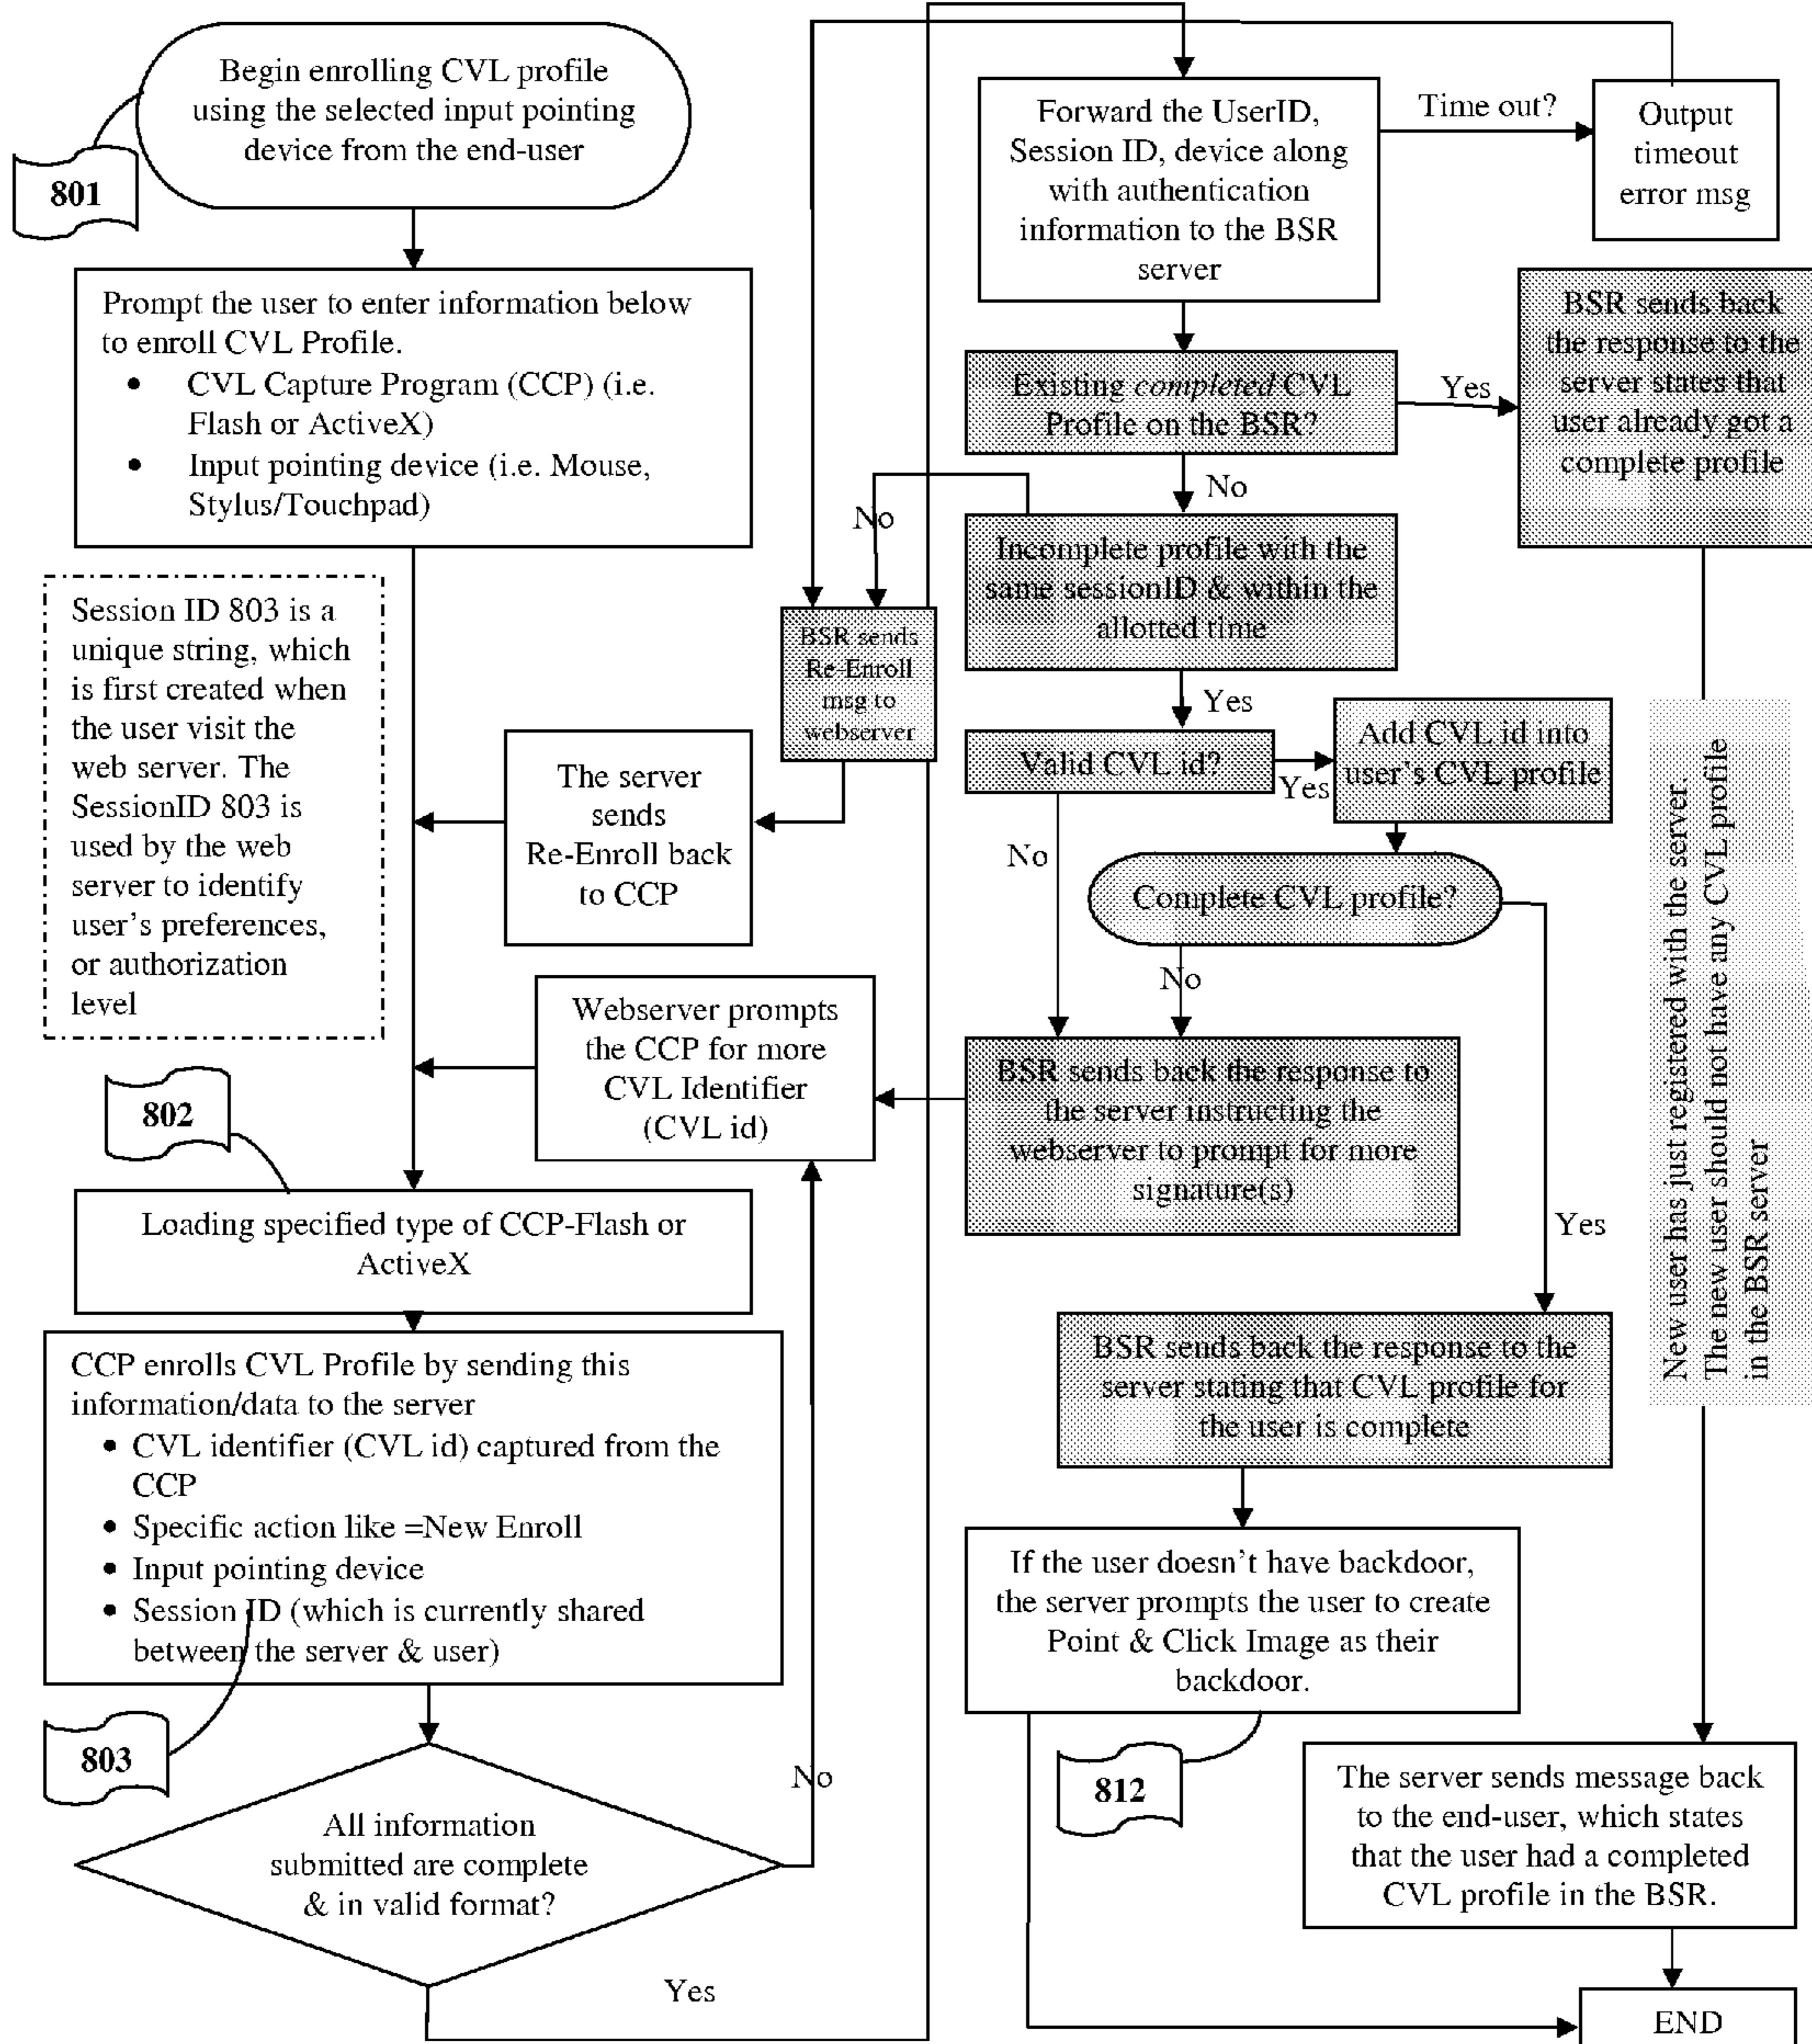 Begin enrolling CVL profile
using the selected input pointing
device from the end-user
801
Prompt the user to enter information below
to enroll CVL Profile.
• CVL Capture Program (CCP) (i.e.
Flash or ActiveX)
• Input pointing device (i.e. Mouse,
Stylus/Touchpad)
Session ID 803 is a
unique string, which
is first created when
the user visit the
web server. The
SessionID 803 is
used by the web
server to identify
user's preferences,
or authorization
level
The server
sends
Re-Enroll back
to CCP
Webserver prompts
the CCP for more
CVL Identifier
(CVL id)
802
Loading specified type of CCP-Flash or
ActiveX
CCP enrolls CVL Profile by sending this
information/data to the server
• CVL identifier (CVL id) captured from the
CCP
• Specific action like =New Enroll
• Input pointing device
• Session ID (which is currently shared
between the server & user)
803
All information
submitted are complete
& in valid format?
No
Yes
Forward the UserID,
Session ID, device along
with authentication
information to the BSR
server
Time out?
Output
timeout
error msg
Existing completed CVL
Profile on the BSR?
Yes
BSR sends back
the response to the
server states that
user already got a
complete profile
No
No
Incomplete profile with the
same sessionID & within the
allotted time
BSR sends
Re-Enroll
msg to
webserver
Yes
Valid CVL id?
Yes
Add CVL id into
user's CVL profile
No
Complete CVL profile?
No
BSR sends back the response to
the server instructing the
webserver to prompt for more
signature(s)
Yes
New user has just registered with the server.
The new user should not have any CVL profile
in the BSR server
BSR sends back the response to the
server stating that CVL profile for
the user is complete
If the user doesn't have backdoor,
the server prompts the user to create
Point & Click Image as their
backdoor.
812
The server sends message back
to the end-user, which states
that the user had a completed
CVL profile in the BSR.
END